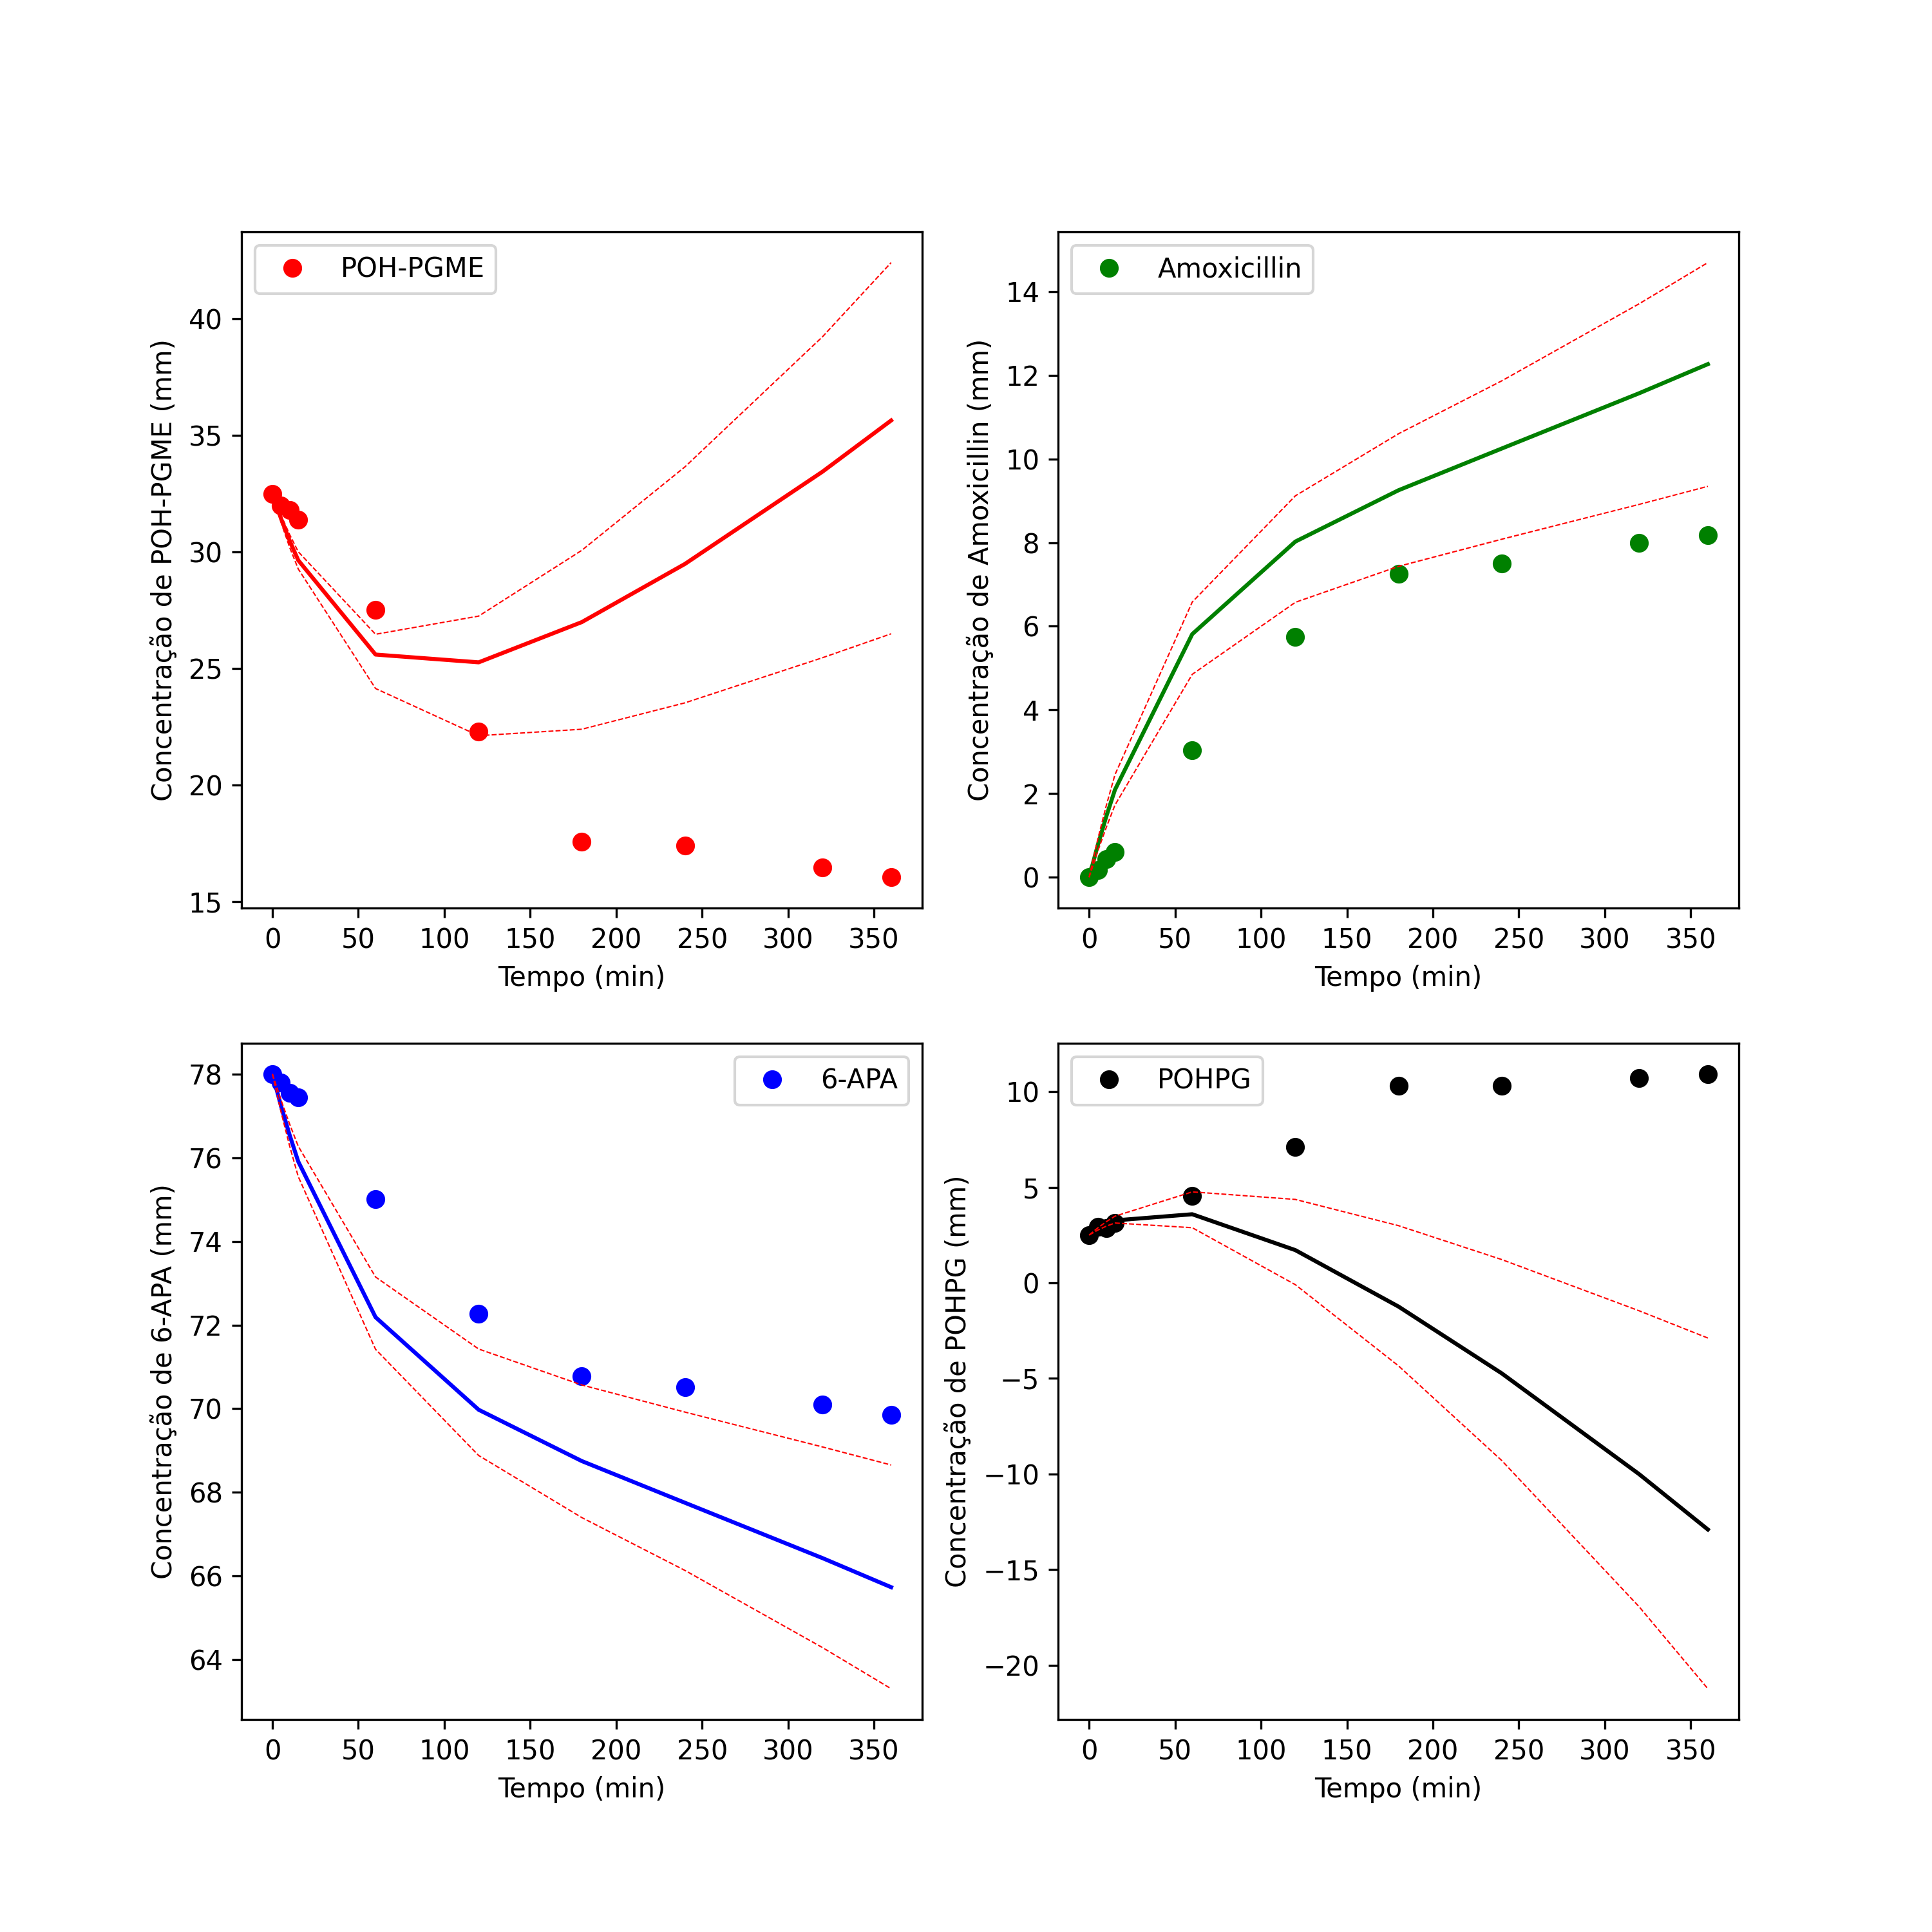 POH-PGME
Concentração de POH-PGME (mm)
40
35
30
25
20
15
0 50 100 150 200 250 300 350
Tempo (min)
Amoxicillin
Concentração de Amoxicillin (mm)
14
12
10
8
6
4
2
0
0 50 100 150 200 250 300 350
Tempo (min)
6-APA
Concentração de 6-APA (mm)
78
76
74
72
70
68
66
64
0 50 100 150 200 250 300 350
Tempo (min)
POHPG
Concentração de POHPG (mm)
10
5
0
−5
−10
−15
−20
0 50 100 150 200 250 300 350
Tempo (min)